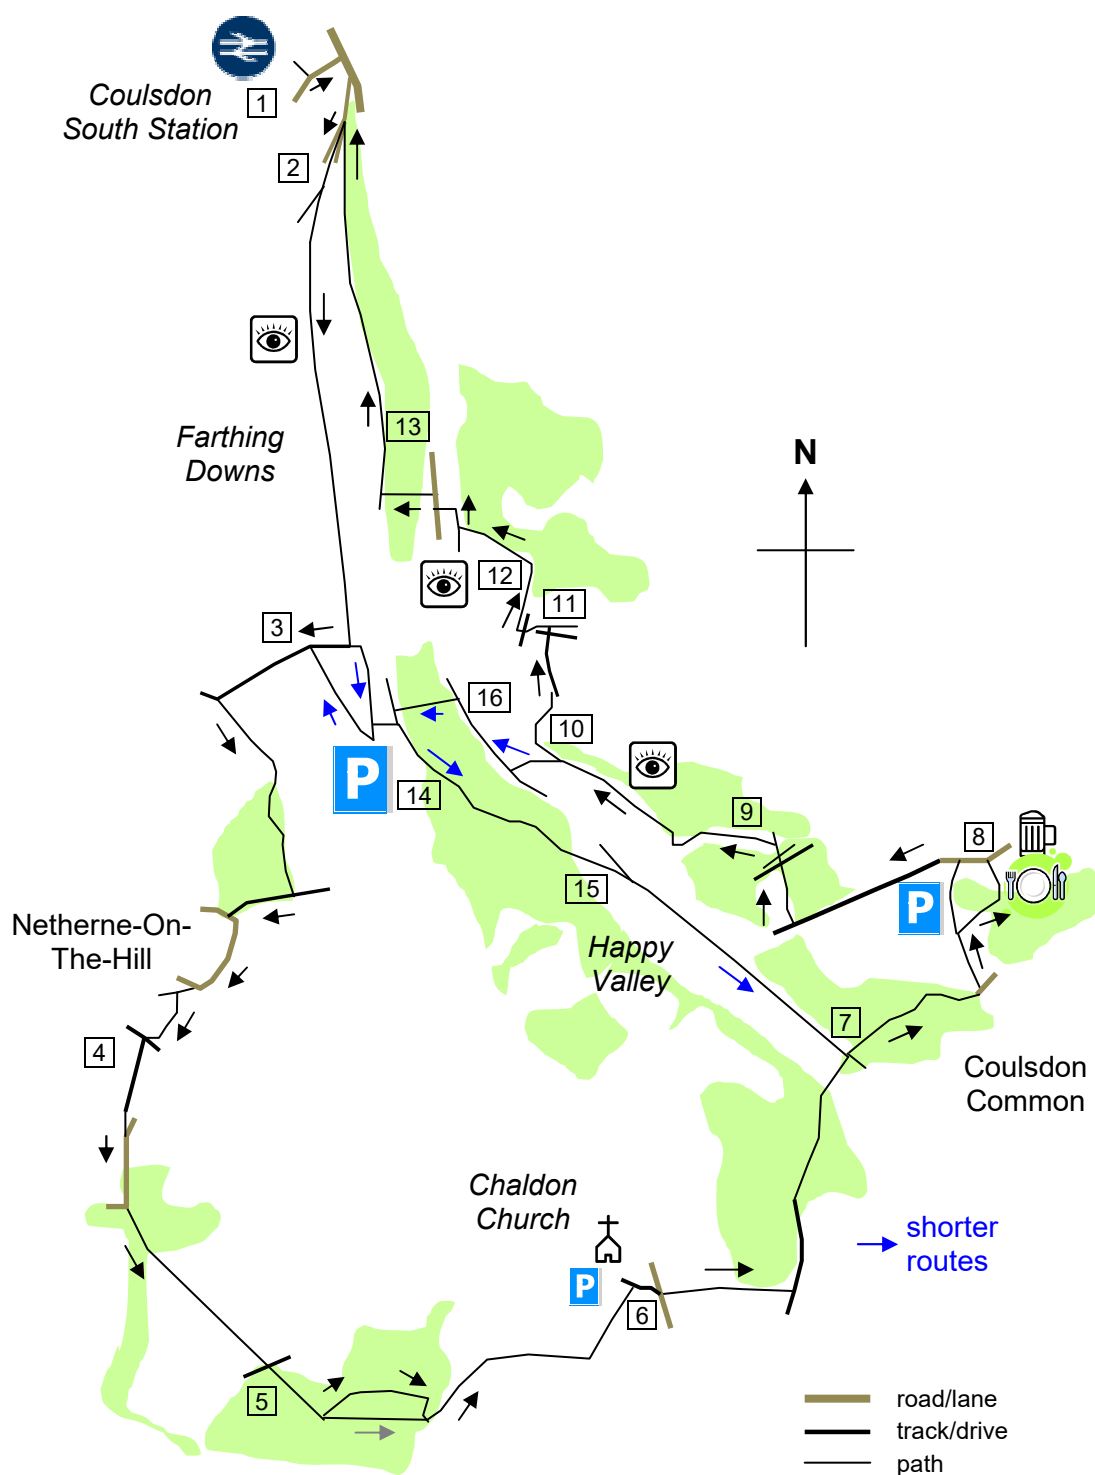 Coulsdon
South Station
1
2
Farthing
Downs
13
N
12
11
3
16
10
P
14
9
8
15
P
Netherne-On-
The-Hill
Happy
Valley
7
4
Coulsdon
Common
Chaldon
Church
shorter
routes
P
6
5
road/lane
track/drive
path